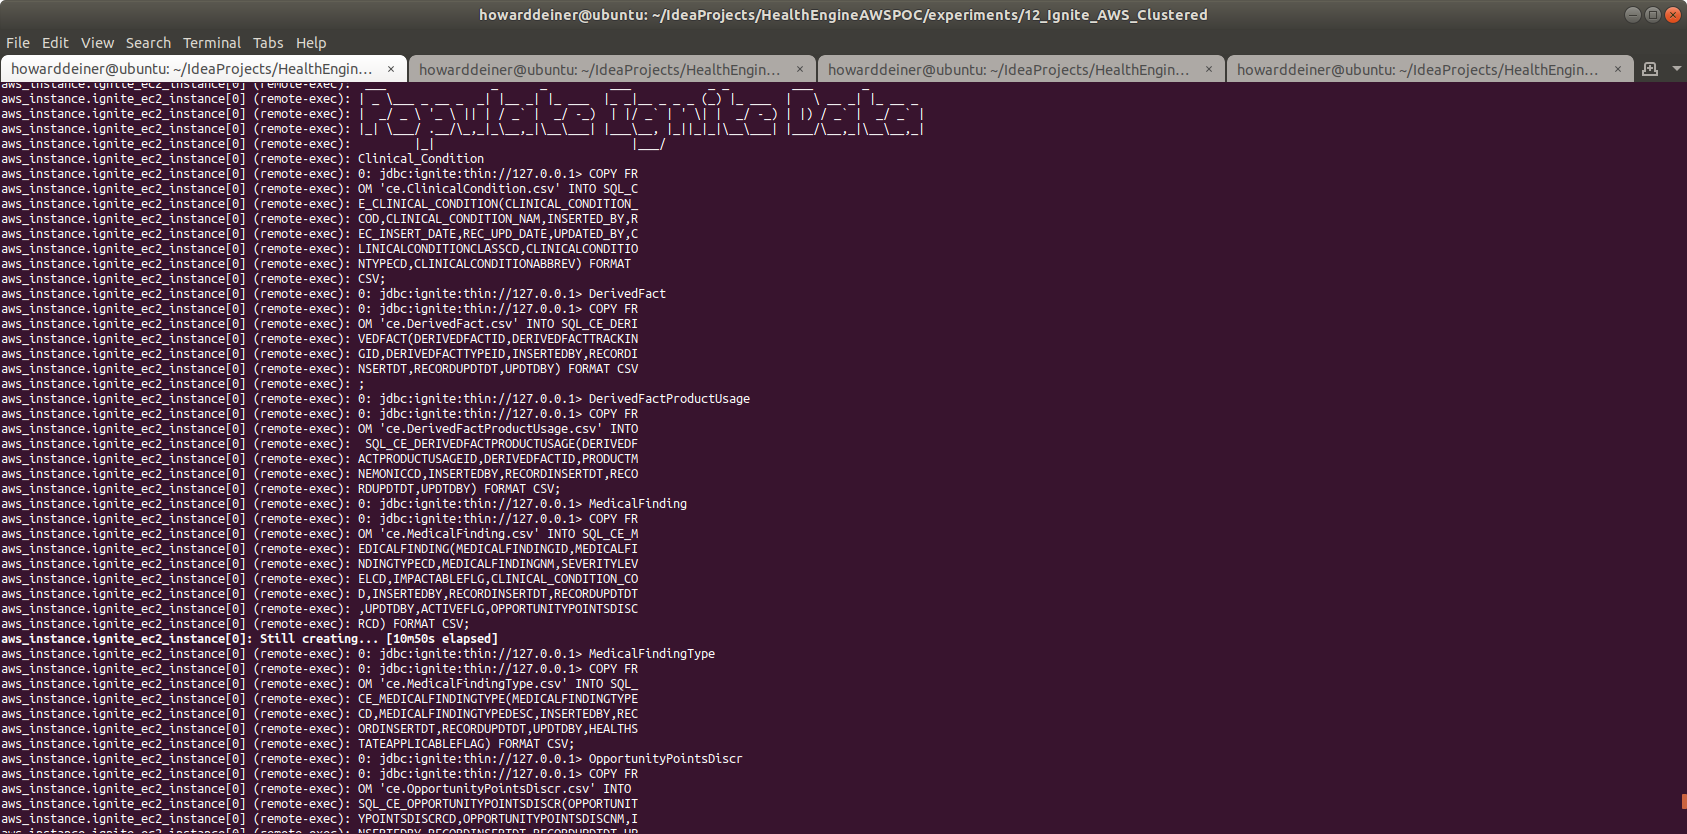 howarddeiner@ubuntu: ~/IdeaProjects/HealthEngineAWSPOC/experiments/12_Ignite_AWS_Clustered
File Edit View Search Terminal Tabs Help
howarddeiner@ubuntu: ~/IdeaProjects/HealthEngin... × howarddeiner@ubuntu: ~/IdeaProjects/HealthEngin... × howarddeiner@ubuntu: ~/IdeaProjects/HealthEngin... × howarddeiner@ubuntu: ~/IdeaProjects/HealthEngin... ×
aws_instance.ignite_ec2_instance[0] (remote-exec):  ___               _      _         ___           _ _         ___       _
aws_instance.ignite_ec2_instance[0] (remote-exec): | _ \___ _ __ _  _| |__ _| |_ ___  |_ _|__ _ _ _ (_) |_ ___  |   \ __ _| |_ __ _
aws_instance.ignite_ec2_instance[0] (remote-exec): |  _/ _ \ '_ \ || | / _` |  _/ -_)  | |/ _` | ' \| |  _/ -_) | |) / _` |  _/ _` |
aws_instance.ignite_ec2_instance[0] (remote-exec): |_| \___/ .__/\_,_|_\__,_|\__\___| |___\__, |_||_|_|\__\___| |___/\__,_|\__\__,_|
aws_instance.ignite_ec2_instance[0] (remote-exec):         |_|                            |___/
aws_instance.ignite_ec2_instance[0] (remote-exec): Clinical_Condition
aws_instance.ignite_ec2_instance[0] (remote-exec): 0: jdbc:ignite:thin://127.0.0.1> COPY FR
aws_instance.ignite_ec2_instance[0] (remote-exec): OM 'ce.ClinicalCondition.csv' INTO SQL_C
aws_instance.ignite_ec2_instance[0] (remote-exec): E_CLINICAL_CONDITION(CLINICAL_CONDITION_
aws_instance.ignite_ec2_instance[0] (remote-exec): COD,CLINICAL_CONDITION_NAM,INSERTED_BY,R
aws_instance.ignite_ec2_instance[0] (remote-exec): EC_INSERT_DATE,REC_UPD_DATE,UPDATED_BY,C
aws_instance.ignite_ec2_instance[0] (remote-exec): LINICALCONDITIONCLASSCD,CLINICALCONDITIO
aws_instance.ignite_ec2_instance[0] (remote-exec): NTYPECD,CLINICALCONDITIONABBREV) FORMAT
aws_instance.ignite_ec2_instance[0] (remote-exec): CSV;
aws_instance.ignite_ec2_instance[0] (remote-exec): 0: jdbc:ignite:thin://127.0.0.1> DerivedFact
aws_instance.ignite_ec2_instance[0] (remote-exec): 0: jdbc:ignite:thin://127.0.0.1> COPY FR
aws_instance.ignite_ec2_instance[0] (remote-exec): OM 'ce.DerivedFact.csv' INTO SQL_CE_DERI
aws_instance.ignite_ec2_instance[0] (remote-exec): VEDFACT(DERIVEDFACTID,DERIVEDFACTTRACKIN
aws_instance.ignite_ec2_instance[0] (remote-exec): GID,DERIVEDFACTTYPEID,INSERTEDBY,RECORDI
aws_instance.ignite_ec2_instance[0] (remote-exec): NSERTDT,RECORDUPDTDT,UPDTDBY) FORMAT CSV
aws_instance.ignite_ec2_instance[0] (remote-exec): ;
aws_instance.ignite_ec2_instance[0] (remote-exec): 0: jdbc:ignite:thin://127.0.0.1> DerivedFactProductUsage
aws_instance.ignite_ec2_instance[0] (remote-exec): 0: jdbc:ignite:thin://127.0.0.1> COPY FR
aws_instance.ignite_ec2_instance[0] (remote-exec): OM 'ce.DerivedFactProductUsage.csv' INTO
aws_instance.ignite_ec2_instance[0] (remote-exec):  SQL_CE_DERIVEDFACTPRODUCTUSAGE(DERIVEDF
aws_instance.ignite_ec2_instance[0] (remote-exec): ACTPRODUCTUSAGEID,DERIVEDFACTID,PRODUCTM
aws_instance.ignite_ec2_instance[0] (remote-exec): NEMONICCD,INSERTEDBY,RECORDINSERTDT,RECO
aws_instance.ignite_ec2_instance[0] (remote-exec): RDUPDTDT,UPDTDBY) FORMAT CSV;
aws_instance.ignite_ec2_instance[0] (remote-exec): 0: jdbc:ignite:thin://127.0.0.1> MedicalFinding
aws_instance.ignite_ec2_instance[0] (remote-exec): 0: jdbc:ignite:thin://127.0.0.1> COPY FR
aws_instance.ignite_ec2_instance[0] (remote-exec): OM 'ce.MedicalFinding.csv' INTO SQL_CE_M
aws_instance.ignite_ec2_instance[0] (remote-exec): EDICALFINDING(MEDICALFINDINGID,MEDICALFI
aws_instance.ignite_ec2_instance[0] (remote-exec): NDINGTYPECD,MEDICALFINDINGNM,SEVERITYLEV
aws_instance.ignite_ec2_instance[0] (remote-exec): ELCD,IMPACTABLEFLG,CLINICAL_CONDITION_CO
aws_instance.ignite_ec2_instance[0] (remote-exec): D,INSERTEDBY,RECORDINSERTDT,RECORDUPDTDT
aws_instance.ignite_ec2_instance[0] (remote-exec): ,UPDTDBY,ACTIVEFLG,OPPORTUNITYPOINTSDISC
aws_instance.ignite_ec2_instance[0] (remote-exec): RCD) FORMAT CSV;
aws_instance.ignite_ec2_instance[0]: Still creating... [10m50s elapsed]
aws_instance.ignite_ec2_instance[0] (remote-exec): 0: jdbc:ignite:thin://127.0.0.1> MedicalFindingType
aws_instance.ignite_ec2_instance[0] (remote-exec): 0: jdbc:ignite:thin://127.0.0.1> COPY FR
aws_instance.ignite_ec2_instance[0] (remote-exec): OM 'ce.MedicalFindingType.csv' INTO SQL_
aws_instance.ignite_ec2_instance[0] (remote-exec): CE_MEDICALFINDINGTYPE(MEDICALFINDINGTYPE
aws_instance.ignite_ec2_instance[0] (remote-exec): CD,MEDICALFINDINGTYPEDESC,INSERTEDBY,REC
aws_instance.ignite_ec2_instance[0] (remote-exec): ORDINSERTDT,RECORDUPDTDT,UPDTDBY,HEALTHS
aws_instance.ignite_ec2_instance[0] (remote-exec): TATEAPPLICABLEFLAG) FORMAT CSV;
aws_instance.ignite_ec2_instance[0] (remote-exec): 0: jdbc:ignite:thin://127.0.0.1> OpportunityPointsDiscr
aws_instance.ignite_ec2_instance[0] (remote-exec): 0: jdbc:ignite:thin://127.0.0.1> COPY FR
aws_instance.ignite_ec2_instance[0] (remote-exec): OM 'ce.OpportunityPointsDiscr.csv' INTO
aws_instance.ignite_ec2_instance[0] (remote-exec): SQL_CE_OPPORTUNITYPOINTSDISCR(OPPORTUNIT
aws_instance.ignite_ec2_instance[0] (remote-exec): YPOINTSDISCRCD,OPPORTUNITYPOINTSDISCNM,I
aws_instance.ignite_ec2_instance[0] (remote-exec): NSERTEDBY,RECORDINSERTDT,RECORDUPDTDT,UP